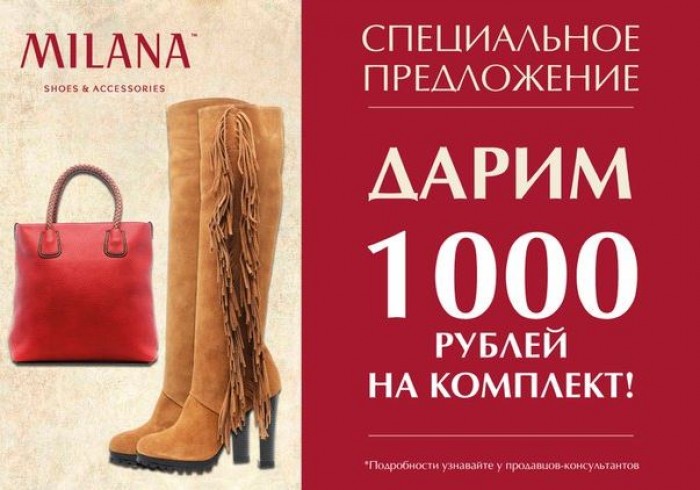 MILANA™
SHOES & ACCESSORIES
СПЕЦИАЛЬНОЕ
ПРЕДЛОЖЕНИЕ
ДАРИМ
1000
РУБЛЕЙ
НА КОМПЛЕКТ!
*Подробности узнавайте у продавцов-консультантов